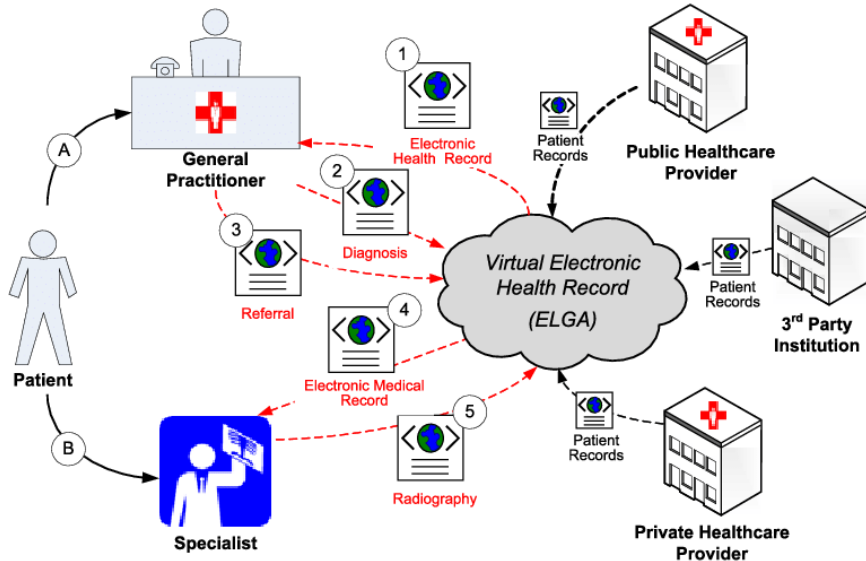 1
Electronic
Health Record
A
General
Practitioner
2
Diagnosis
3
Referral
Patient
Records
Public Healthcare
Provider
Virtual Electronic
Health Record
(ELGA)
Patient
Records
3rd Party
Institution
4
Electronic Medical
Record
Patient
B
5
Radiography
Specialist
Patient
Records
Private Healthcare
Provider